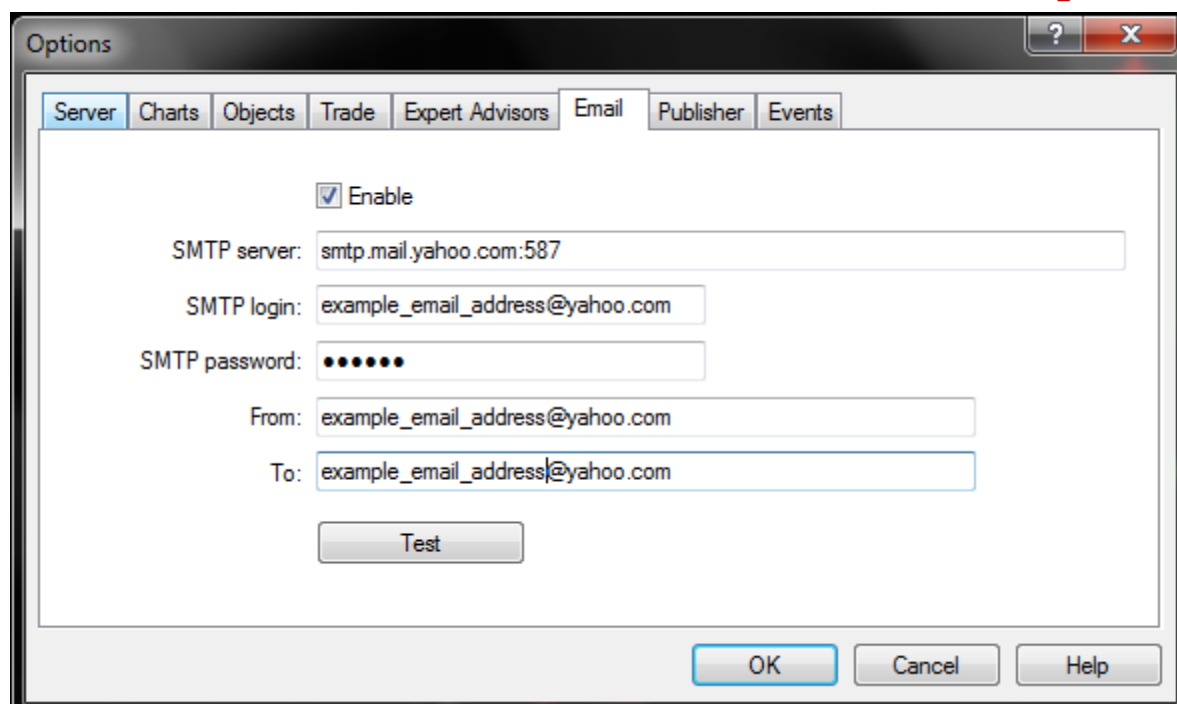 Options
?
X
Server Charts Objects Trade Expert Advisors Email Publisher Events
Enable
SMTP server: smtp.mail.yahoo.com:587
SMTP login: example_email_address@yahoo.com
SMTP password: ●●●●●●
From: example_email_address@yahoo.com
To: example_email_address@yahoo.com
Test
OK Cancel Help